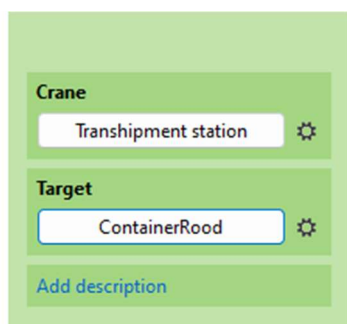 Crane
Transhipment station
Target
ContainerRood
Add description